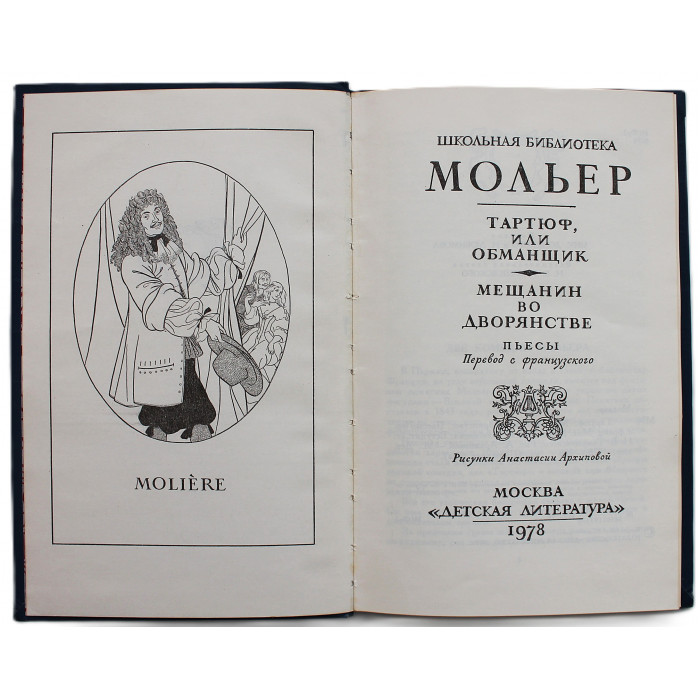 MOLIÈRE
ШКОЛЬНАЯ БИБЛИОТЕКА
МОЛЬЕР
ТАРТЮФ,
ИЛИ
ОБМАНЩИК
МЕЩАНИН
ВО
ДВОРЯНСТВЕ
ПЬЕСЫ
Перевод с французского
Рисунки Анастасии Архиповой
МОСКВА
«ДЕТСКАЯ ЛИТЕРАТУРА»
1978